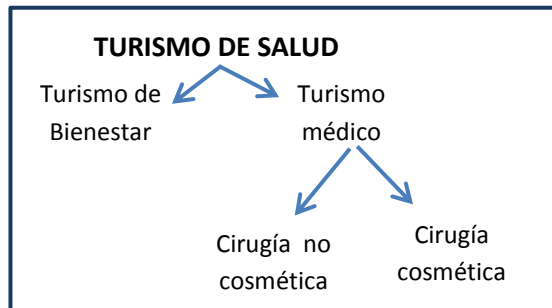 TURISMO DE SALUD
Turismo de
Bienestar
Turismo
médico
Cirugía no
cosmética
Cirugía
cosmética